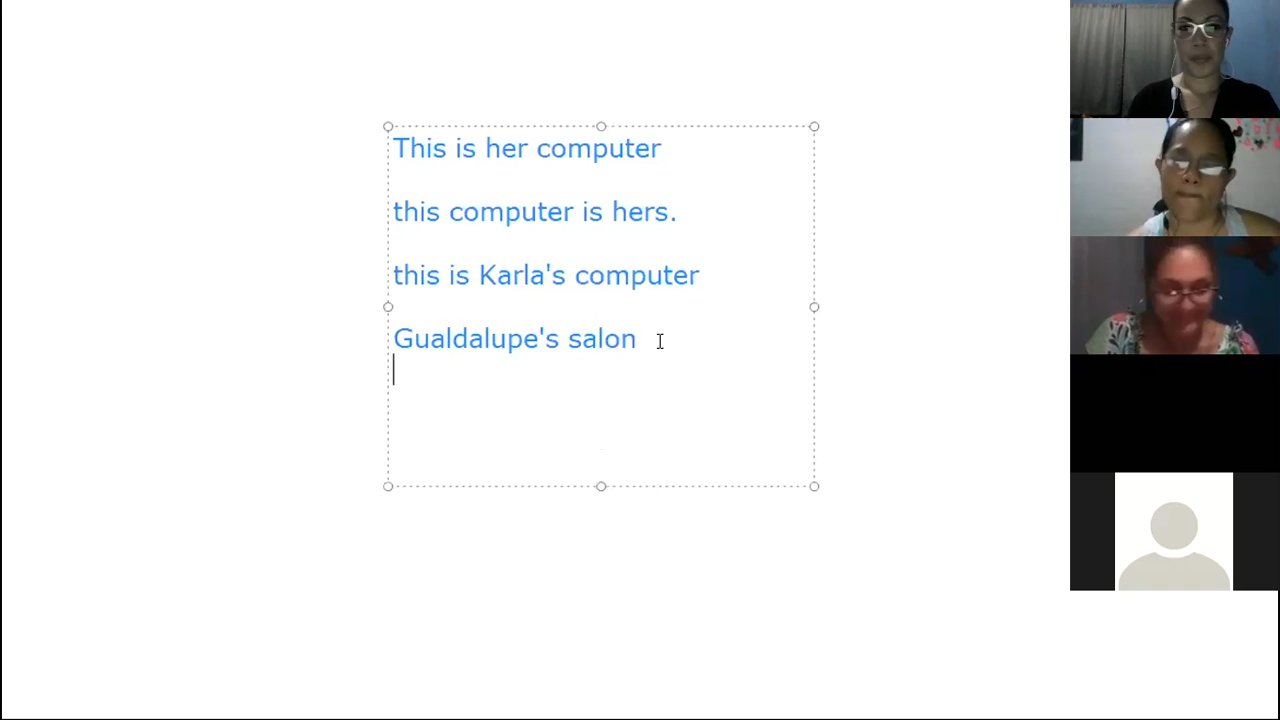 This is her computer
this computer is hers.
this is Karla's computer
Gualdalupe's salon